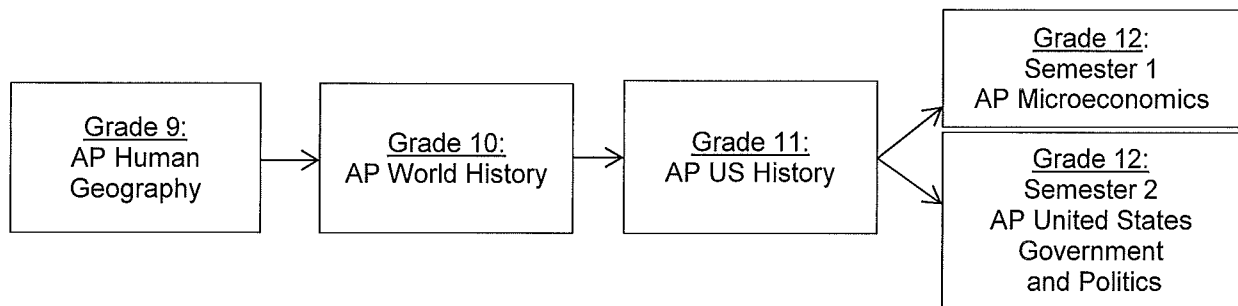 Grade 9:
AP Human
Geography
Grade 10:
AP World History
Grade 11:
AP US History
Grade 12:
Semester 1
AP Microeconomics
Grade 12:
Semester 2
AP United States
Government
and Politics